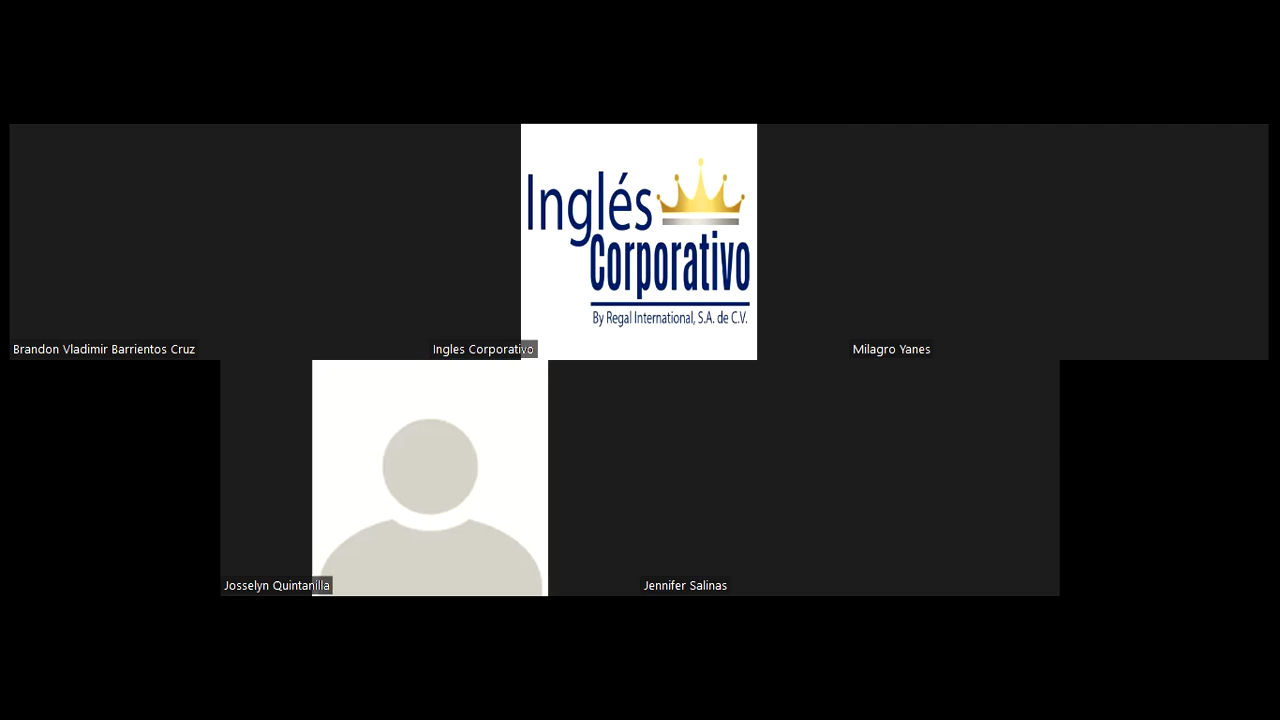 Inglés
Corporativo
By Regal International, S.A. de C.V.
Brandon Vladimir Barrientos Cruz
Ingles Corporativo
Milagro Yanes
Josselyn Quintanilla
Jennifer Salinas